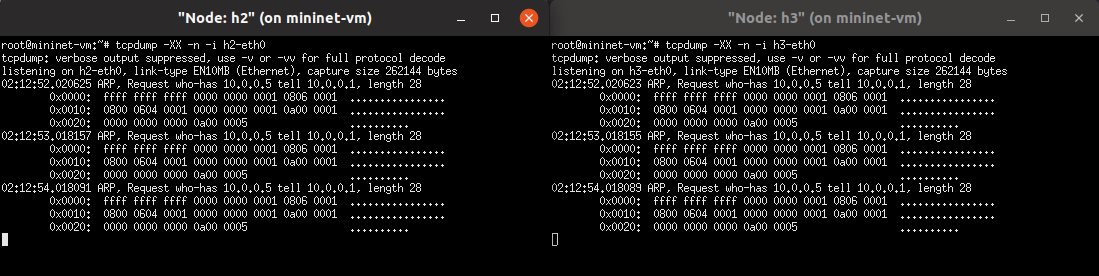 "Node: h2" (on mininet-vm)
root@mininet-vm:~# tcpdump -XX -n -i h2-eth0
tcpdump: verbose output suppressed, use -v or -vv for full protocol decode
listening on h2-eth0, link-type EN10MB (Ethernet), capture size 262144 bytes
02:12:52.020625 ARP, Request who-has 10.0.0.5 tell 10.0.0.1, length 28
0x0000:  ffff ffff ffff 0000 0000 0001 0806 0001  ................
0x0010:  0800 0604 0001 0000 0000 0001 0a00 0001  ................
0x0020:  0000 0000 0000 0a00 0005                 ..........
02:12:53.018157 ARP, Request who-has 10.0.0.5 tell 10.0.0.1, length 28
0x0000:  ffff ffff ffff 0000 0000 0001 0806 0001  ................
0x0010:  0800 0604 0001 0000 0000 0001 0a00 0001  ................
0x0020:  0000 0000 0000 0a00 0005                 ..........
02:12:54.018091 ARP, Request who-has 10.0.0.5 tell 10.0.0.1, length 28
0x0000:  ffff ffff ffff 0000 0000 0001 0806 0001  ................
0x0010:  0800 0604 0001 0000 0000 0001 0a00 0001  ................
0x0020:  0000 0000 0000 0a00 0005                 ..........
"Node: h3" (on mininet-vm)
root@mininet-vm:~# tcpdump -XX -n -i h3-eth0
tcpdump: verbose output suppressed, use -v or -vv for full protocol decode
listening on h3-eth0, link-type EN10MB (Ethernet), capture size 262144 bytes
02:12:52.020623 ARP, Request who-has 10.0.0.5 tell 10.0.0.1, length 28
0x0000:  ffff ffff ffff 0000 0000 0001 0806 0001  ................
0x0010:  0800 0604 0001 0000 0000 0001 0a00 0001  ................
0x0020:  0000 0000 0000 0a00 0005                 ..........
02:12:53.018155 ARP, Request who-has 10.0.0.5 tell 10.0.0.1, length 28
0x0000:  ffff ffff ffff 0000 0000 0001 0806 0001  ................
0x0010:  0800 0604 0001 0000 0000 0001 0a00 0001  ................
0x0020:  0000 0000 0000 0a00 0005                 ..........
02:12:54.018089 ARP, Request who-has 10.0.0.5 tell 10.0.0.1, length 28
0x0000:  ffff ffff ffff 0000 0000 0001 0806 0001  ................
0x0010:  0800 0604 0001 0000 0000 0001 0a00 0001  ................
0x0020:  0000 0000 0000 0a00 0005                 ..........